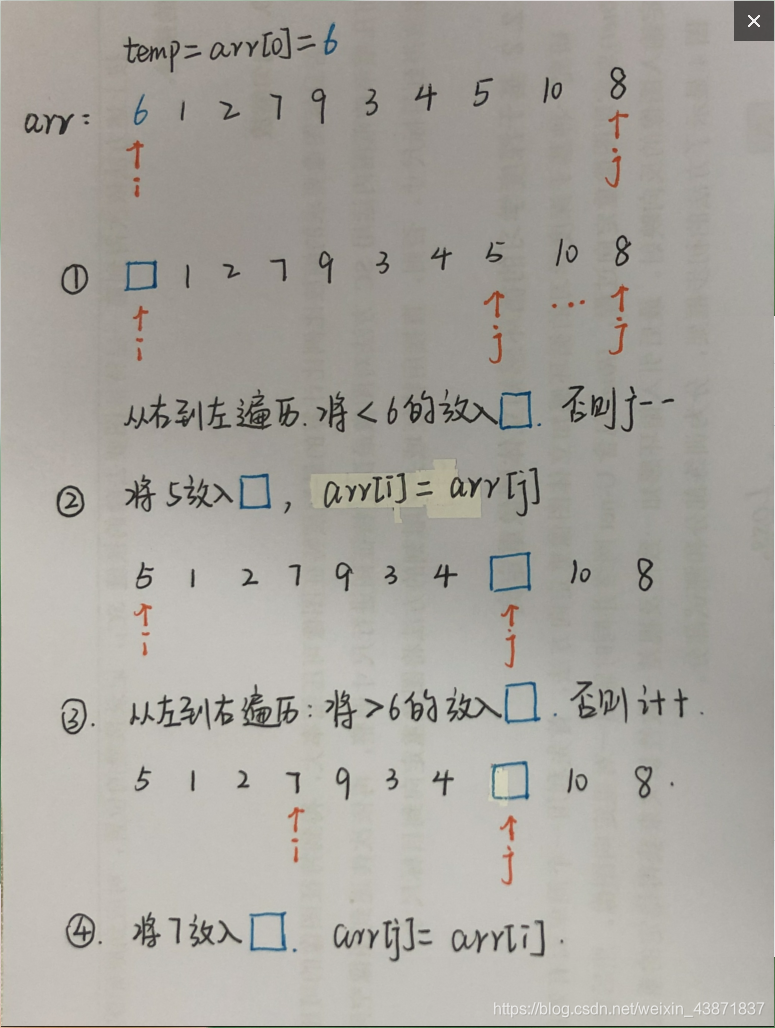 temp=arr[0]=6
arr: 6 1 2 7 9 3 4 5 10 8
↑ ↑
i j
① □ 1 2 7 9 3 4 5 10 8
↑ ↑ … ↑
i j j
从右到左遍历.将<6的放入□. 否则j--
② 将5放入□, arr[i]=arr[j]
5 1 2 7 9 3 4 □ 10 8
↑ ↑
i j
③. 从左到右遍历:将>6的放入□. 否则i++.
5 1 2 7 9 3 4 □ 10 8.
↑ ↑
i j
④. 将7放入□. arr[j]= arr[i].
https://blog.csdn.net/weixin_43871837